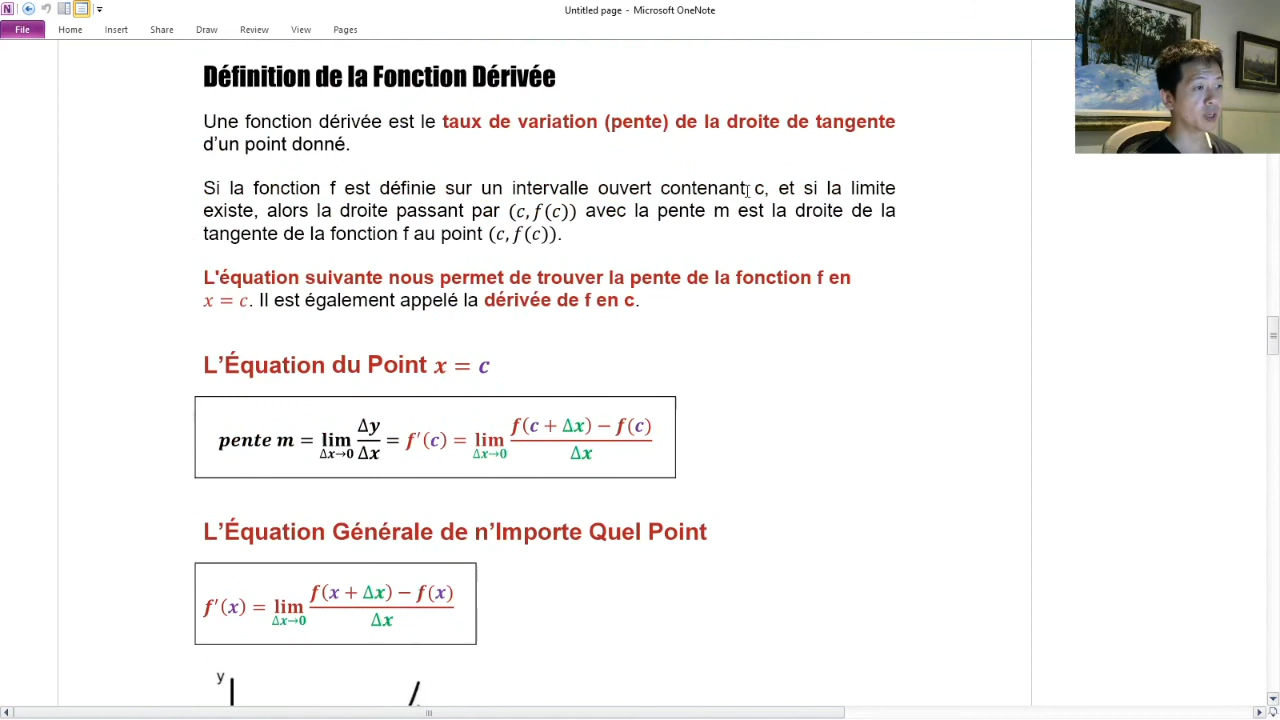 Untitled page - Microsoft OneNote
File Home Insert Share Draw Review View Pages
Définition de la Fonction Dérivée
Une fonction dérivée est le taux de variation (pente) de la droite de tangente
d’un point donné.
Si la fonction f est définie sur un intervalle ouvert contenant c, et si la limite
existe, alors la droite passant par (c, f(c)) avec la pente m est la droite de la
tangente de la fonction f au point (c, f(c)).
L'équation suivante nous permet de trouver la pente de la fonction f en
x = c. Il est également appelé la dérivée de f en c.
L’Équation du Point x = c
pente m = lim Δx→0 Δy/Δx = f′(c) = lim Δx→0 (f(c + Δx) − f(c))/Δx
L’Équation Générale de n’Importe Quel Point
f′(x) = lim Δx→0 (f(x + Δx) − f(x))/Δx
y